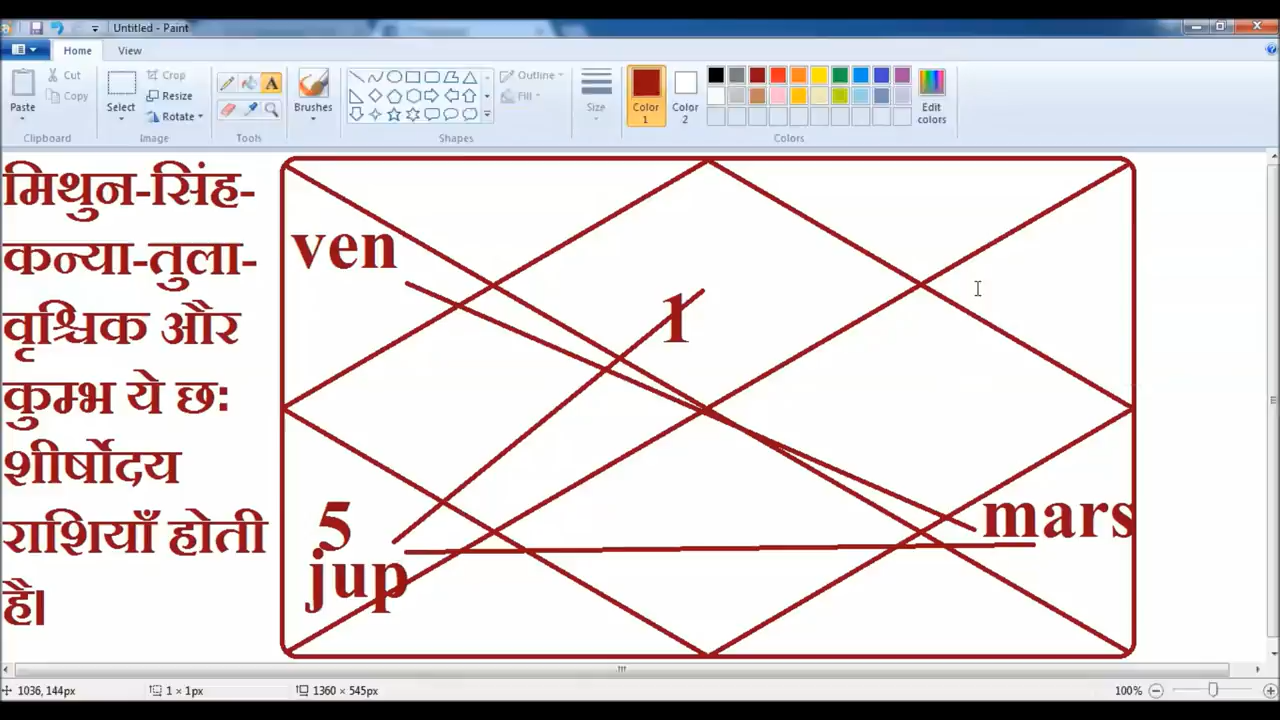 Untitled - Paint
Home
View
Paste
Cut
Copy
Clipboard
Select
Crop
Resize
Rotate
Image
A
Tools
Brushes
Outline
Fill
Shapes
Size
Color 1
Color 2
Edit colors
Colors
मिथुन-सिंह-
कन्या-तुला-
वृश्चिक और
कुम्भ ये छः
शीर्षोदय
राशियाँ होती
है।
ven
1
5
jup
mars
1036, 144px
1 × 1px
1360 × 545px
100%